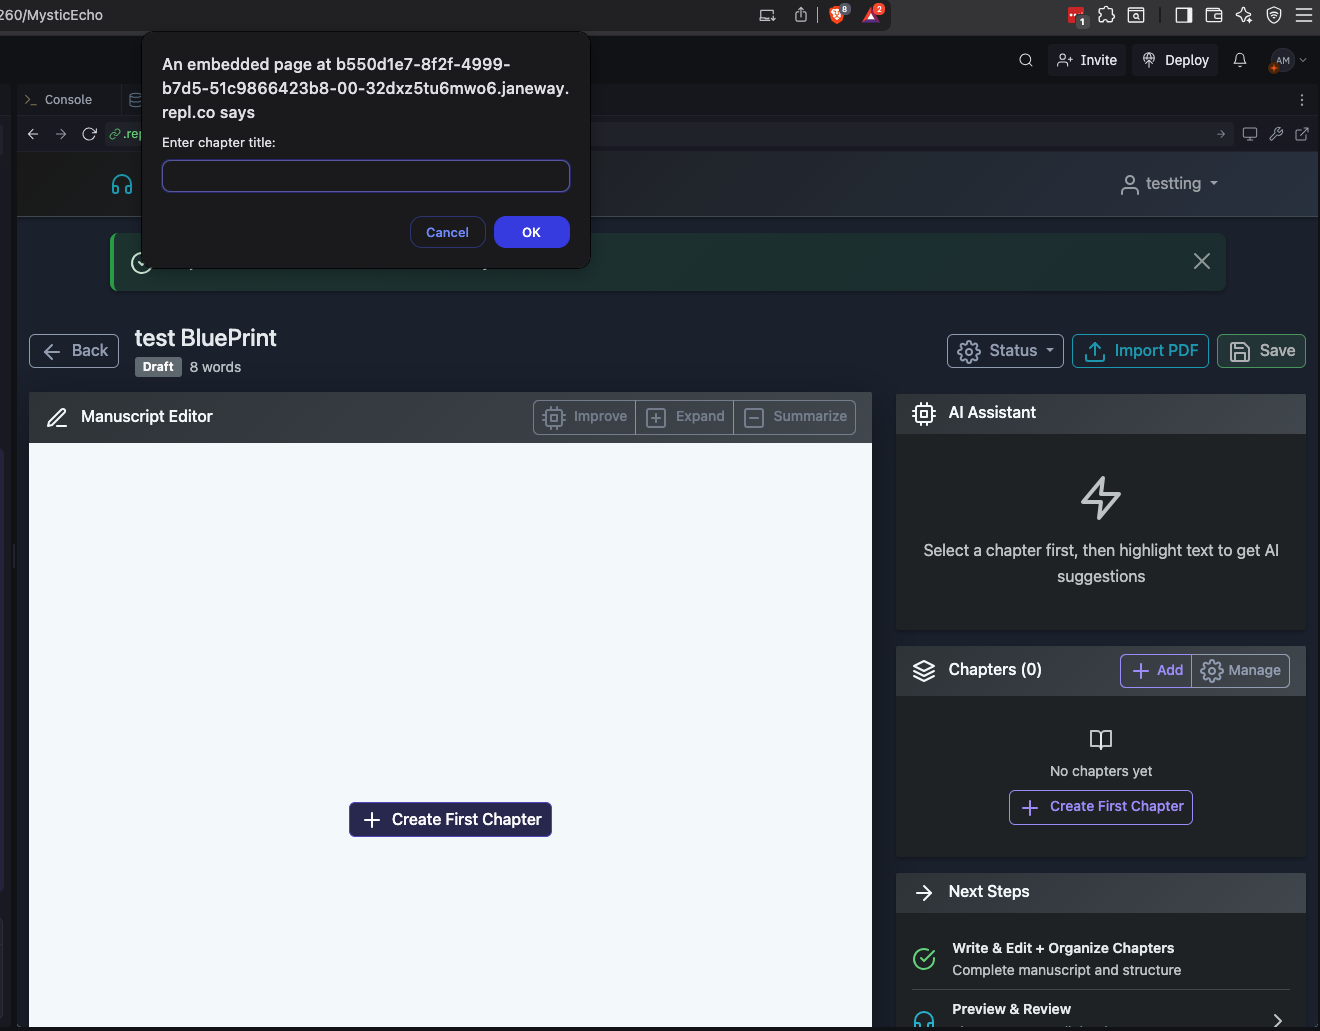 260/MysticEcho
8
2
1
Invite
Deploy
AM
Console
.rep
An embedded page at b550d1e7-8f2f-4999-
b7d5-51c9866423b8-00-32dxz5tu6mwo6.janeway.
repl.co says
Enter chapter title:
Cancel
OK
testting
Back
test BluePrint
Draft
8 words
Status
Import PDF
Save
Manuscript Editor
Improve
Expand
Summarize
Create First Chapter
AI Assistant
Select a chapter first, then highlight text to get AI
suggestions
Chapters (0)
Add
Manage
No chapters yet
Create First Chapter
Next Steps
Write & Edit + Organize Chapters
Complete manuscript and structure
Preview & Review